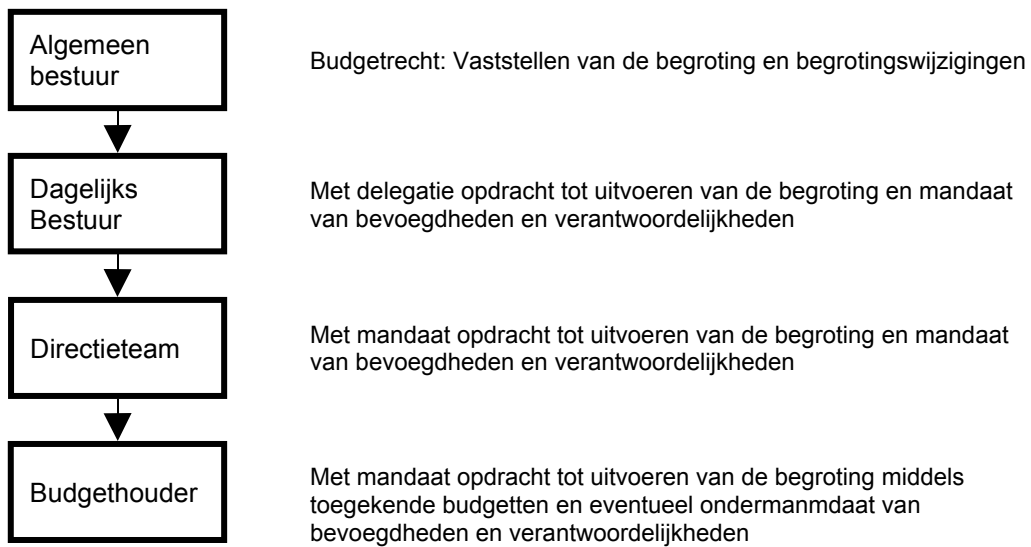 Algemeen
bestuur
Budgetrecht: Vaststellen van de begroting en begrotingswijzigingen
Dagelijks
Bestuur
Met delegatie opdracht tot uitvoeren van de begroting en mandaat
van bevoegdheden en verantwoordelijkheden
Directieteam
Met mandaat opdracht tot uitvoeren van de begroting en mandaat
van bevoegdheden en verantwoordelijkheden
Budgethouder
Met mandaat opdracht tot uitvoeren van de begroting middels
toegekende budgetten en eventueel ondermanmdaat van
bevoegdheden en verantwoordelijkheden